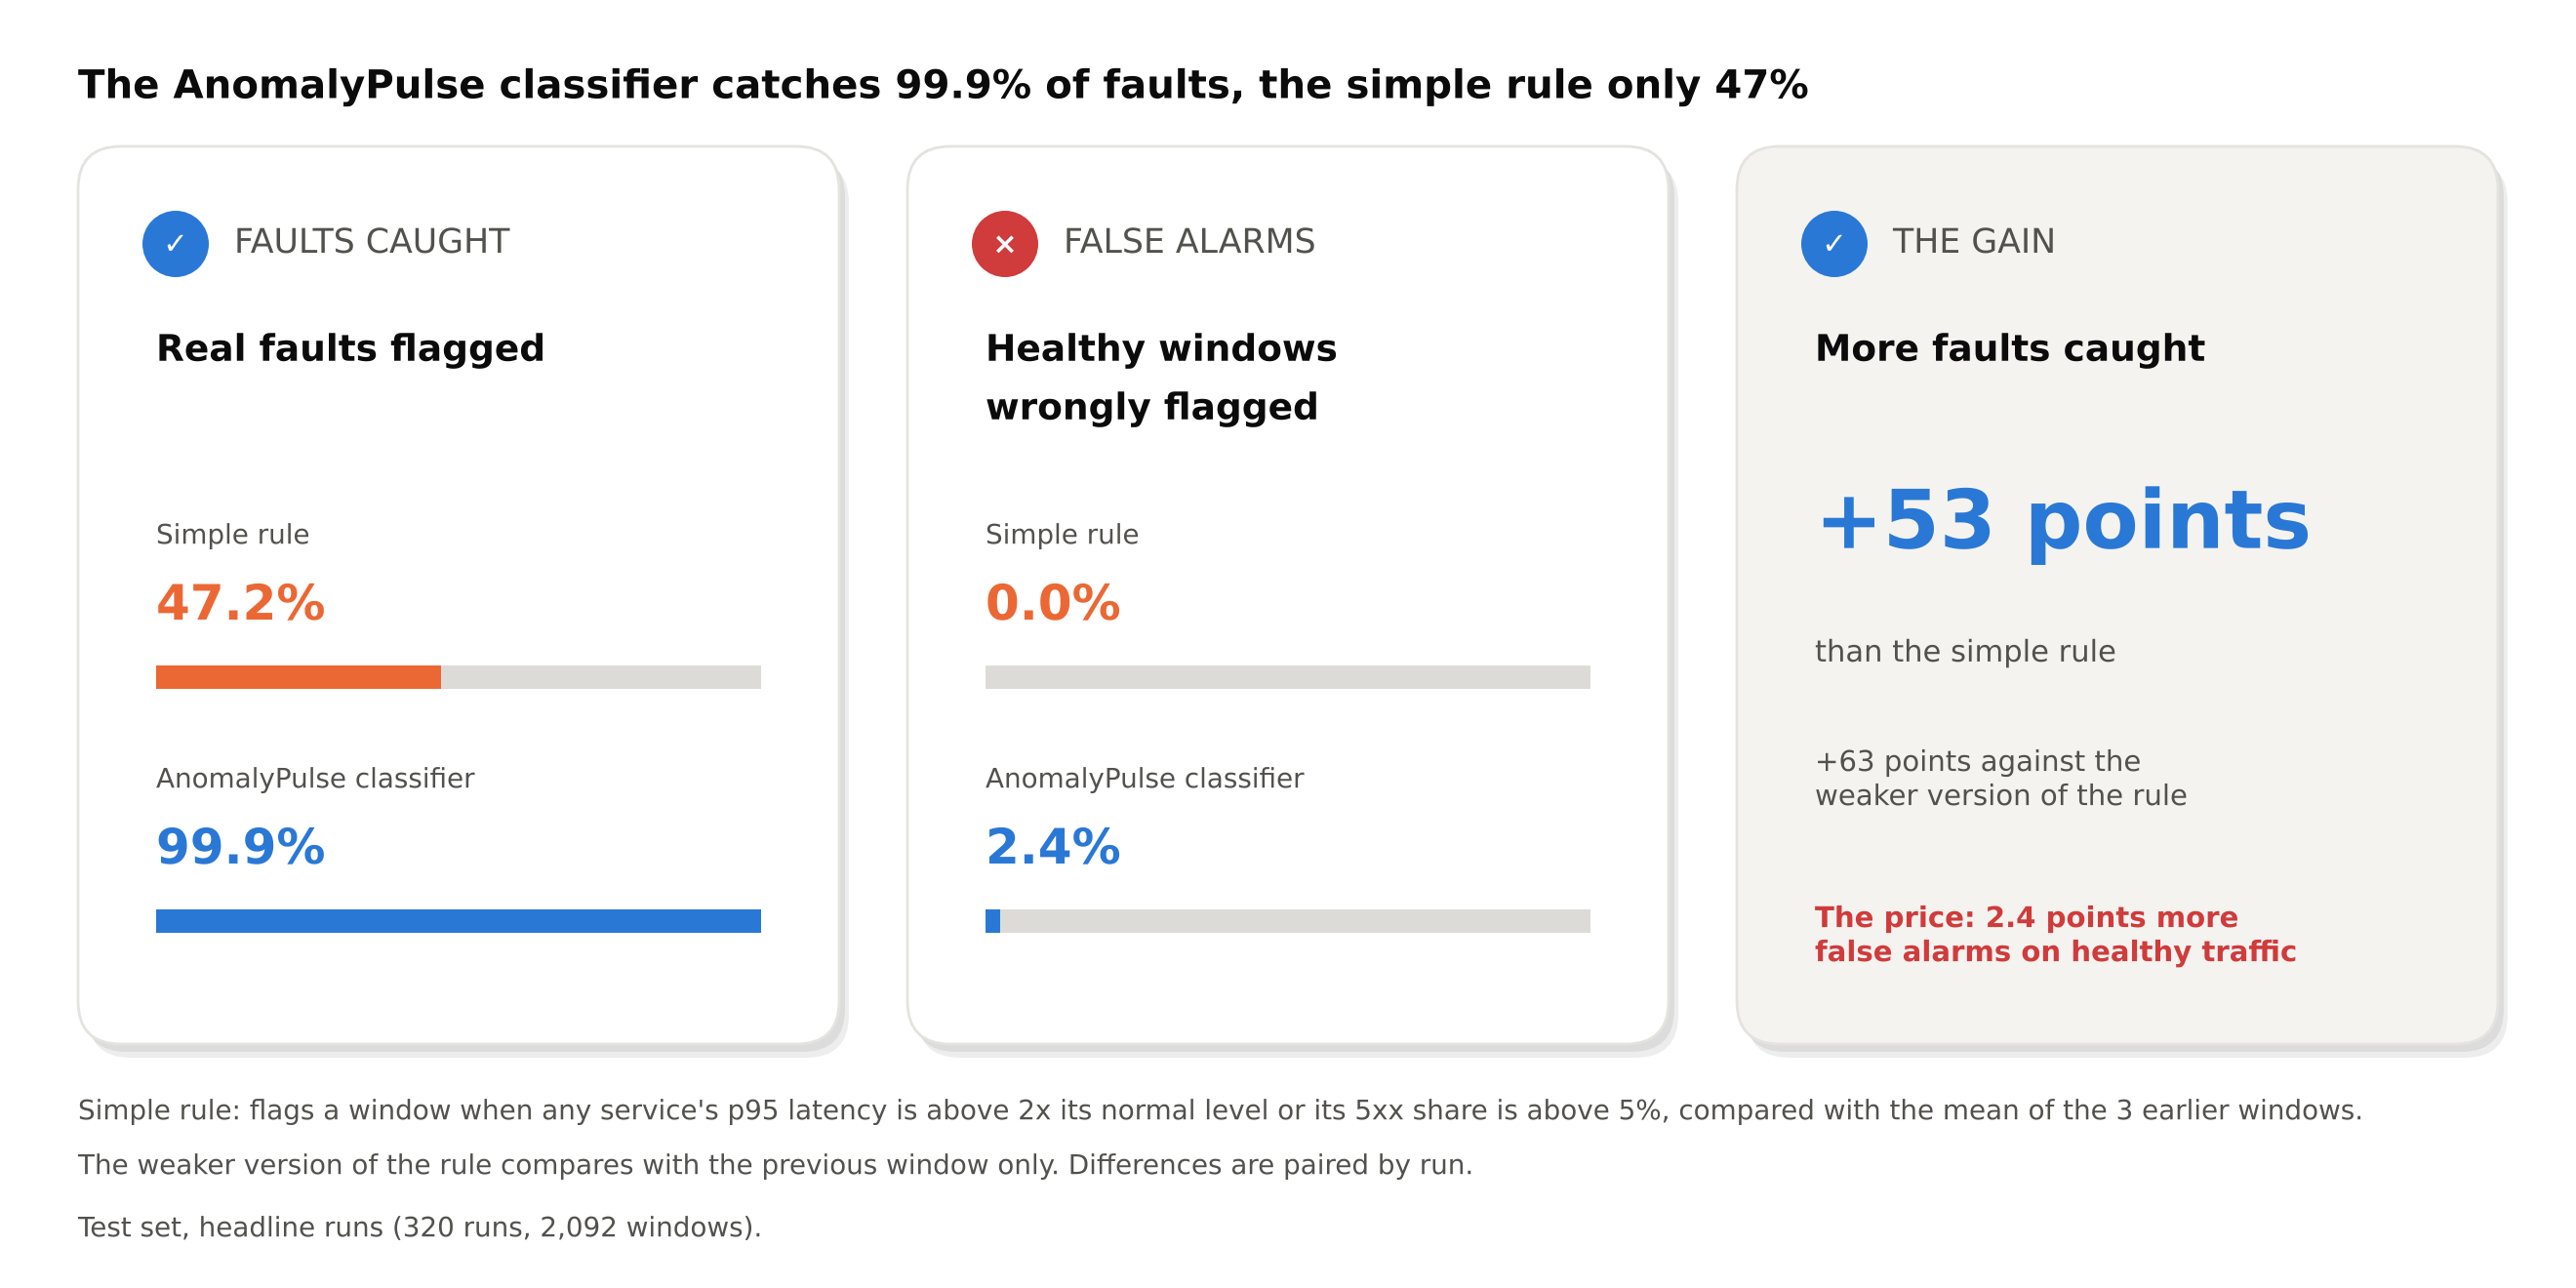 The AnomalyPulse classifier catches 99.9% of faults, the simple rule only 47%
✓ FAULTS CAUGHT
Real faults flagged
Simple rule
47.2%
AnomalyPulse classifier
99.9%
× FALSE ALARMS
Healthy windows
wrongly flagged
Simple rule
0.0%
AnomalyPulse classifier
2.4%
✓ THE GAIN
More faults caught
+53 points
than the simple rule
+63 points against the
weaker version of the rule
The price: 2.4 points more
false alarms on healthy traffic
Simple rule: flags a window when any service's p95 latency is above 2x its normal level or its 5xx share is above 5%, compared with the mean of the 3 earlier windows.
The weaker version of the rule compares with the previous window only. Differences are paired by run.
Test set, headline runs (320 runs, 2,092 windows).